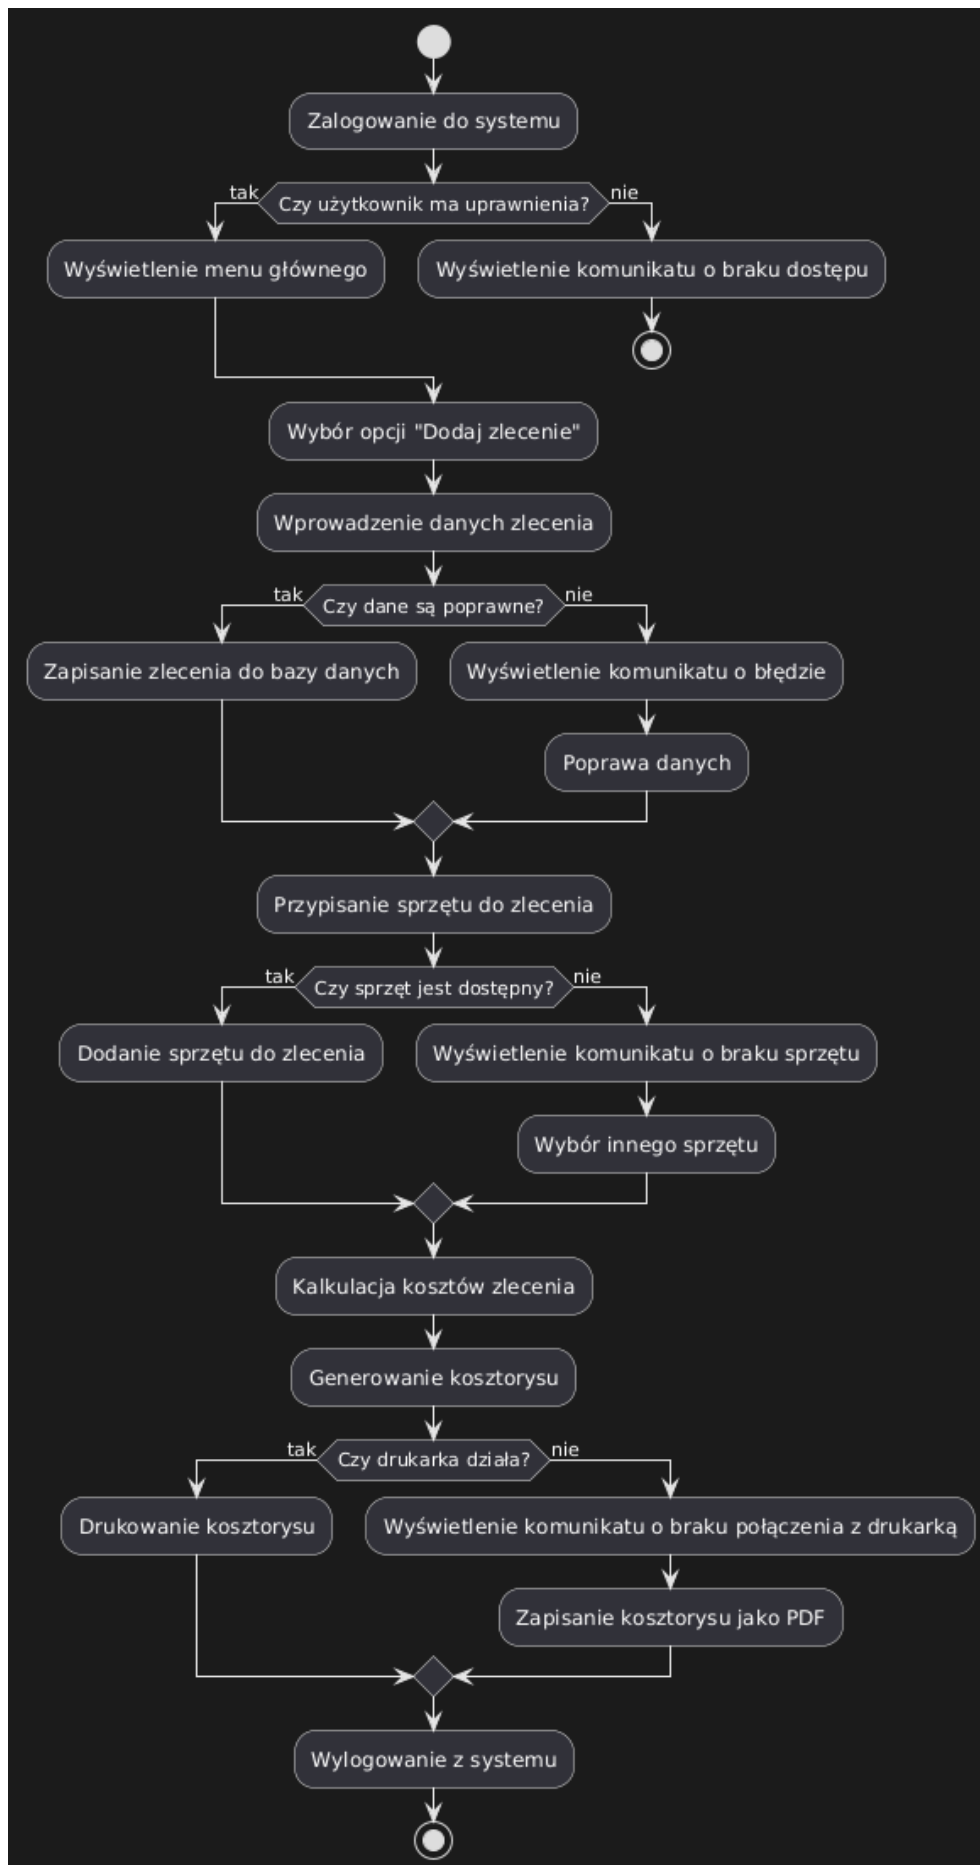 Zalogowanie do systemu
tak
Czy użytkownik ma uprawnienia?
nie
Wyświetlenie menu głównego
Wyświetlenie komunikatu o braku dostępu
Wybór opcji "Dodaj zlecenie"
Wprowadzenie danych zlecenia
tak
Czy dane są poprawne?
nie
Zapisanie zlecenia do bazy danych
Wyświetlenie komunikatu o błędzie
Poprawa danych
Przypisanie sprzętu do zlecenia
tak
Czy sprzęt jest dostępny?
nie
Dodanie sprzętu do zlecenia
Wyświetlenie komunikatu o braku sprzętu
Wybór innego sprzętu
Kalkulacja kosztów zlecenia
Generowanie kosztorysu
tak
Czy drukarka działa?
nie
Drukowanie kosztorysu
Wyświetlenie komunikatu o braku połączenia z drukarką
Zapisanie kosztorysu jako PDF
Wylogowanie z systemu